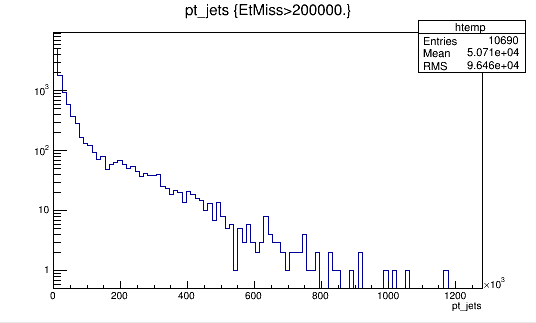 pt_jets {EtMiss>200000.}
htemp
Entries 10690
Mean 5.071e+04
RMS 9.646e+04
10³
10²
10
1
0 200 400 600 800 1000 1200
×10³
pt_jets